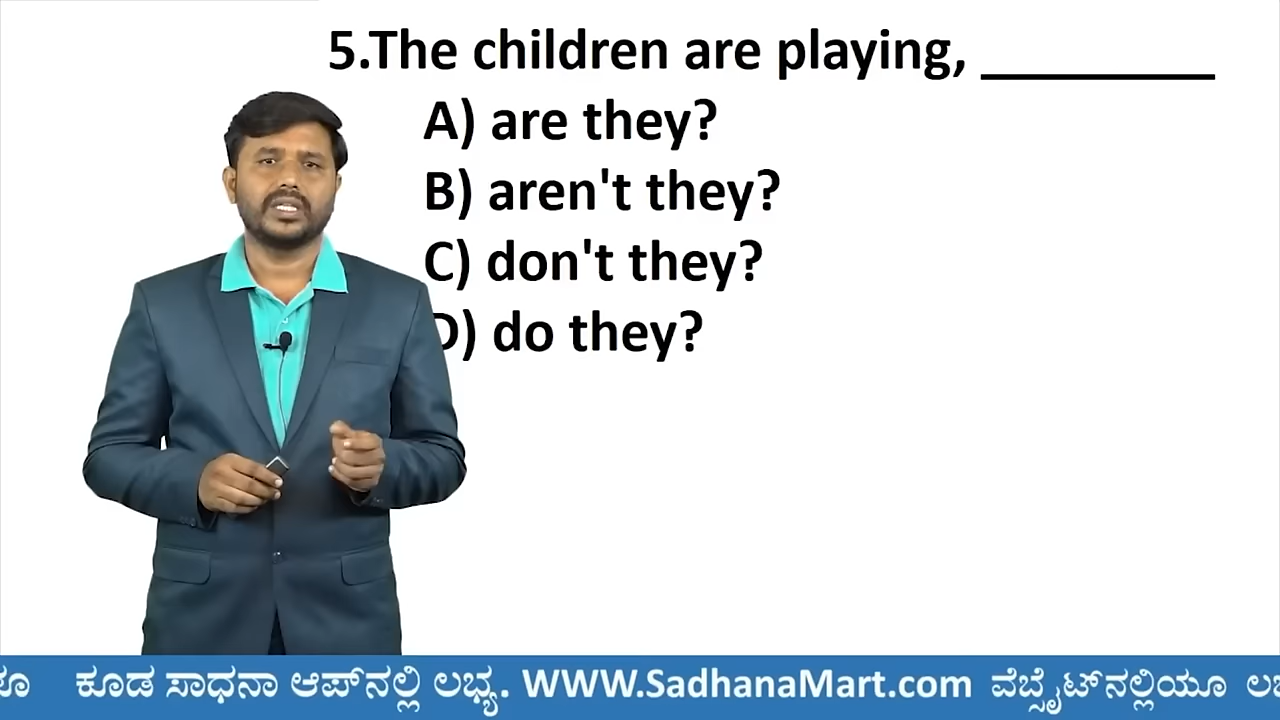 5.The children are playing, _________
A) are they?
B) aren't they?
C) don't they?
D) do they?
ಕೂಡ ಸಾಧನಾ ಆಪ್‌ನಲ್ಲಿ ಲಭ್ಯ. WWW.SadhanaMart.com ವೆಬ್ಸೈಟ್‌ನಲ್ಲಿಯೂ